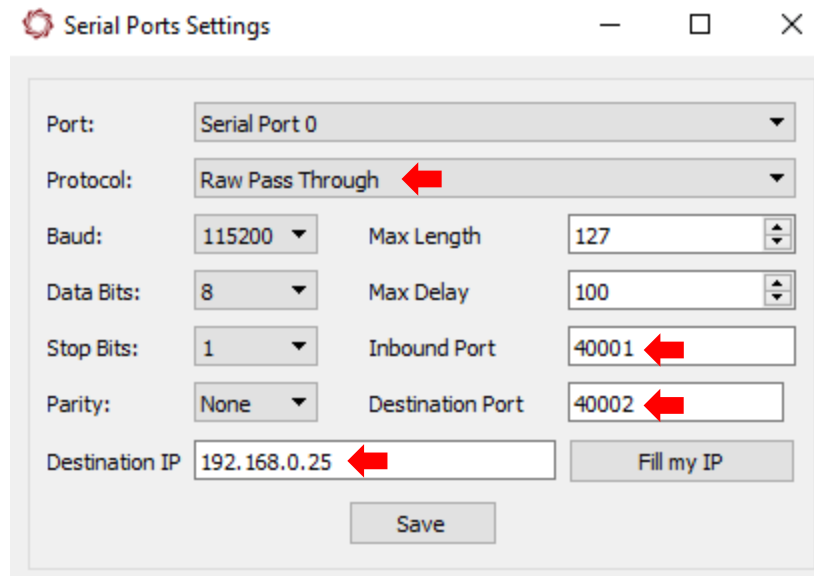 Serial Ports Settings
Port: Serial Port 0
Protocol: Raw Pass Through
Baud: 115200 Max Length 127
Data Bits: 8 Max Delay 100
Stop Bits: 1 Inbound Port 40001
Parity: None Destination Port 40002
Destination IP 192.168.0.25 Fill my IP
Save